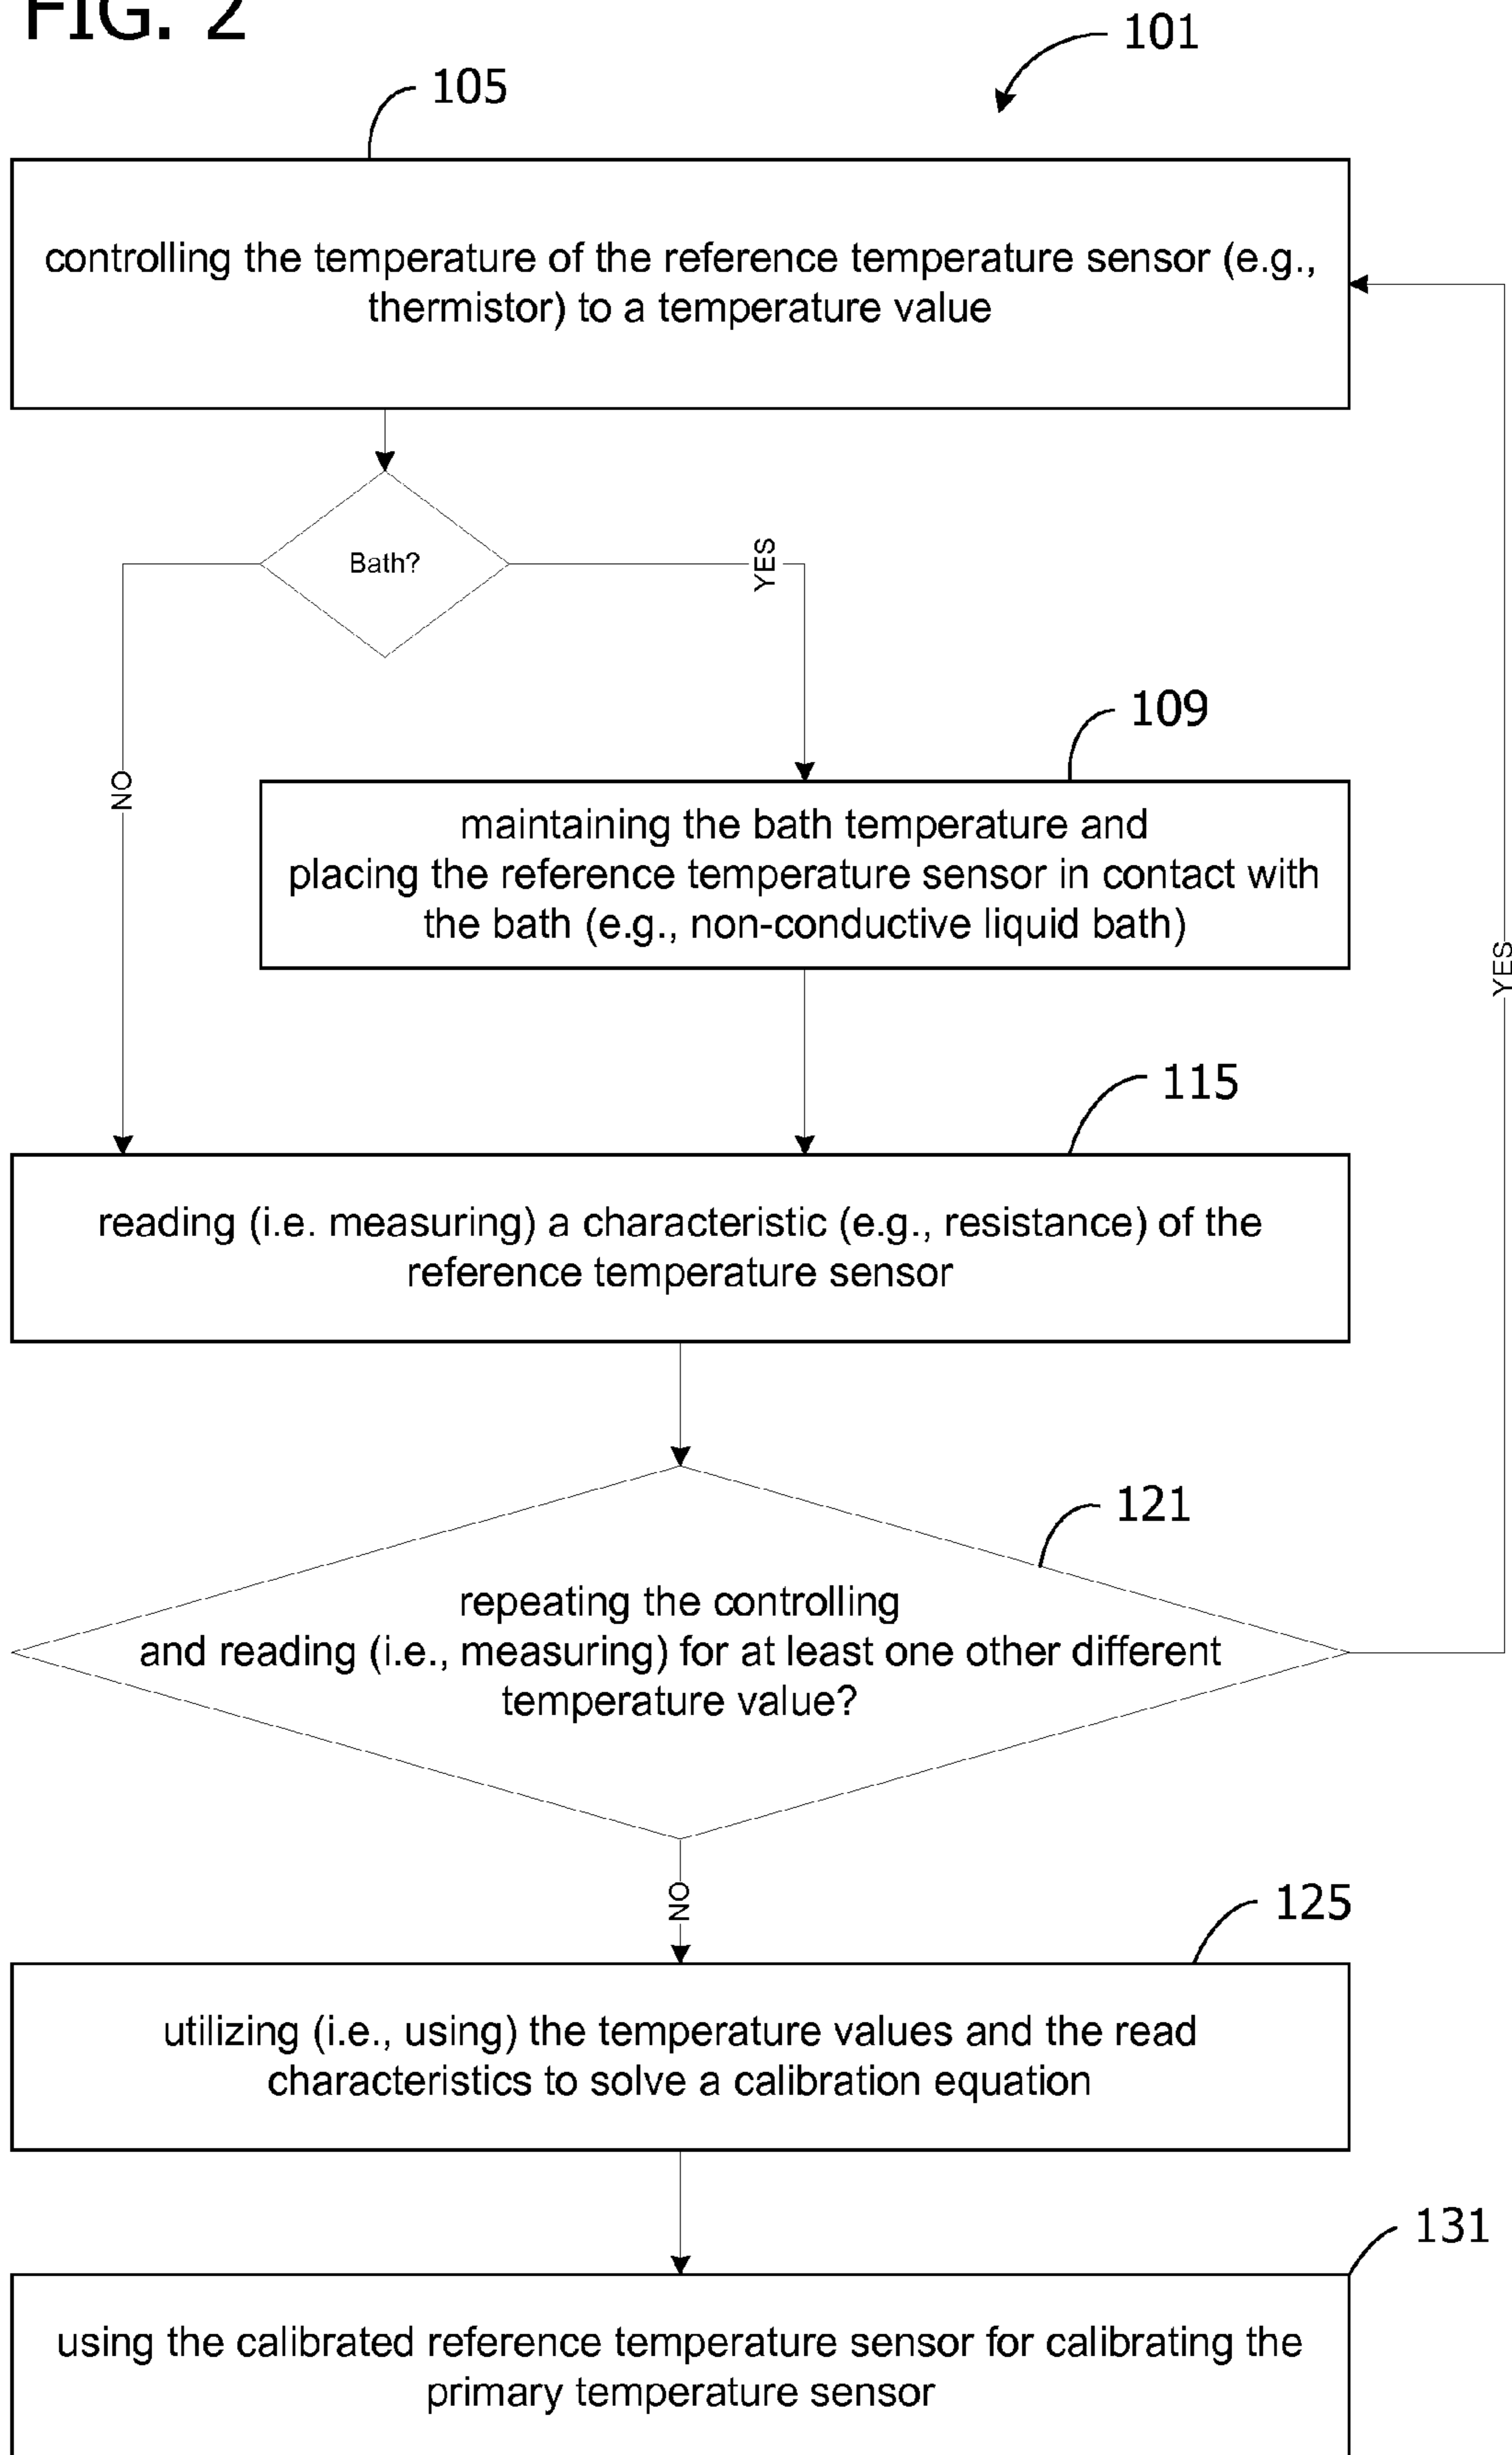 FIG. 2
101
105
controlling the temperature of the reference temperature sensor (e.g.,
thermistor) to a temperature value
Bath?
YES
NO
109
maintaining the bath temperature and
placing the reference temperature sensor in contact with
the bath (e.g., non-conductive liquid bath)
YES
115
reading (i.e. measuring) a characteristic (e.g., resistance) of the
reference temperature sensor
121
repeating the controlling
and reading (i.e., measuring) for at least one other different
temperature value?
NO
125
utilizing (i.e., using) the temperature values and the read
characteristics to solve a calibration equation
131
using the calibrated reference temperature sensor for calibrating the
primary temperature sensor